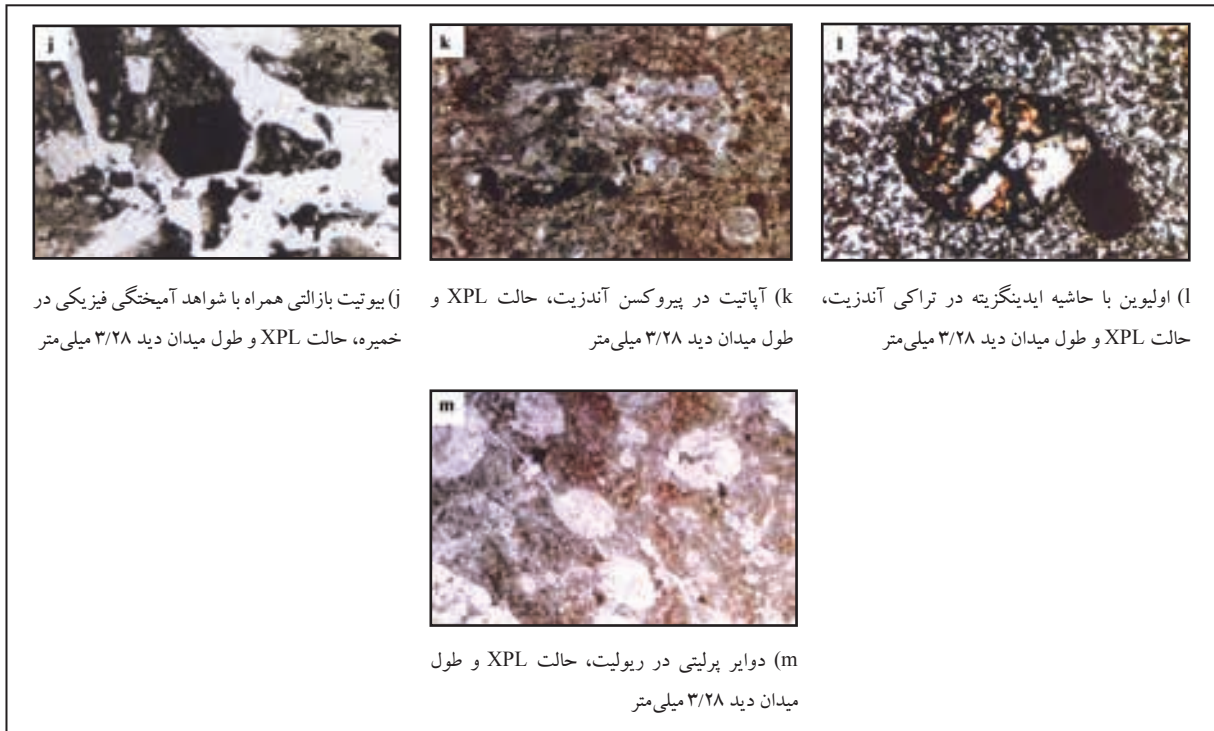 j
k
l
j) بیوتیت بازالتی همراه با شواهد آمیختگی فیزیکی در
خمیره، حالت XPL و طول میدان دید ۳/۲۸ میلی‌متر
k) آپاتیت در پیروکسن آندزیت، حالت XPL و
طول میدان دید ۳/۲۸ میلی‌متر
l) اولیوین با حاشیه ایدینگزیته در تراکی آندزیت،
حالت XPL و طول میدان دید ۳/۲۸ میلی‌متر
m
m) دوایر پرلیتی در ریولیت، حالت XPL و طول
میدان دید ۳/۲۸ میلی‌متر